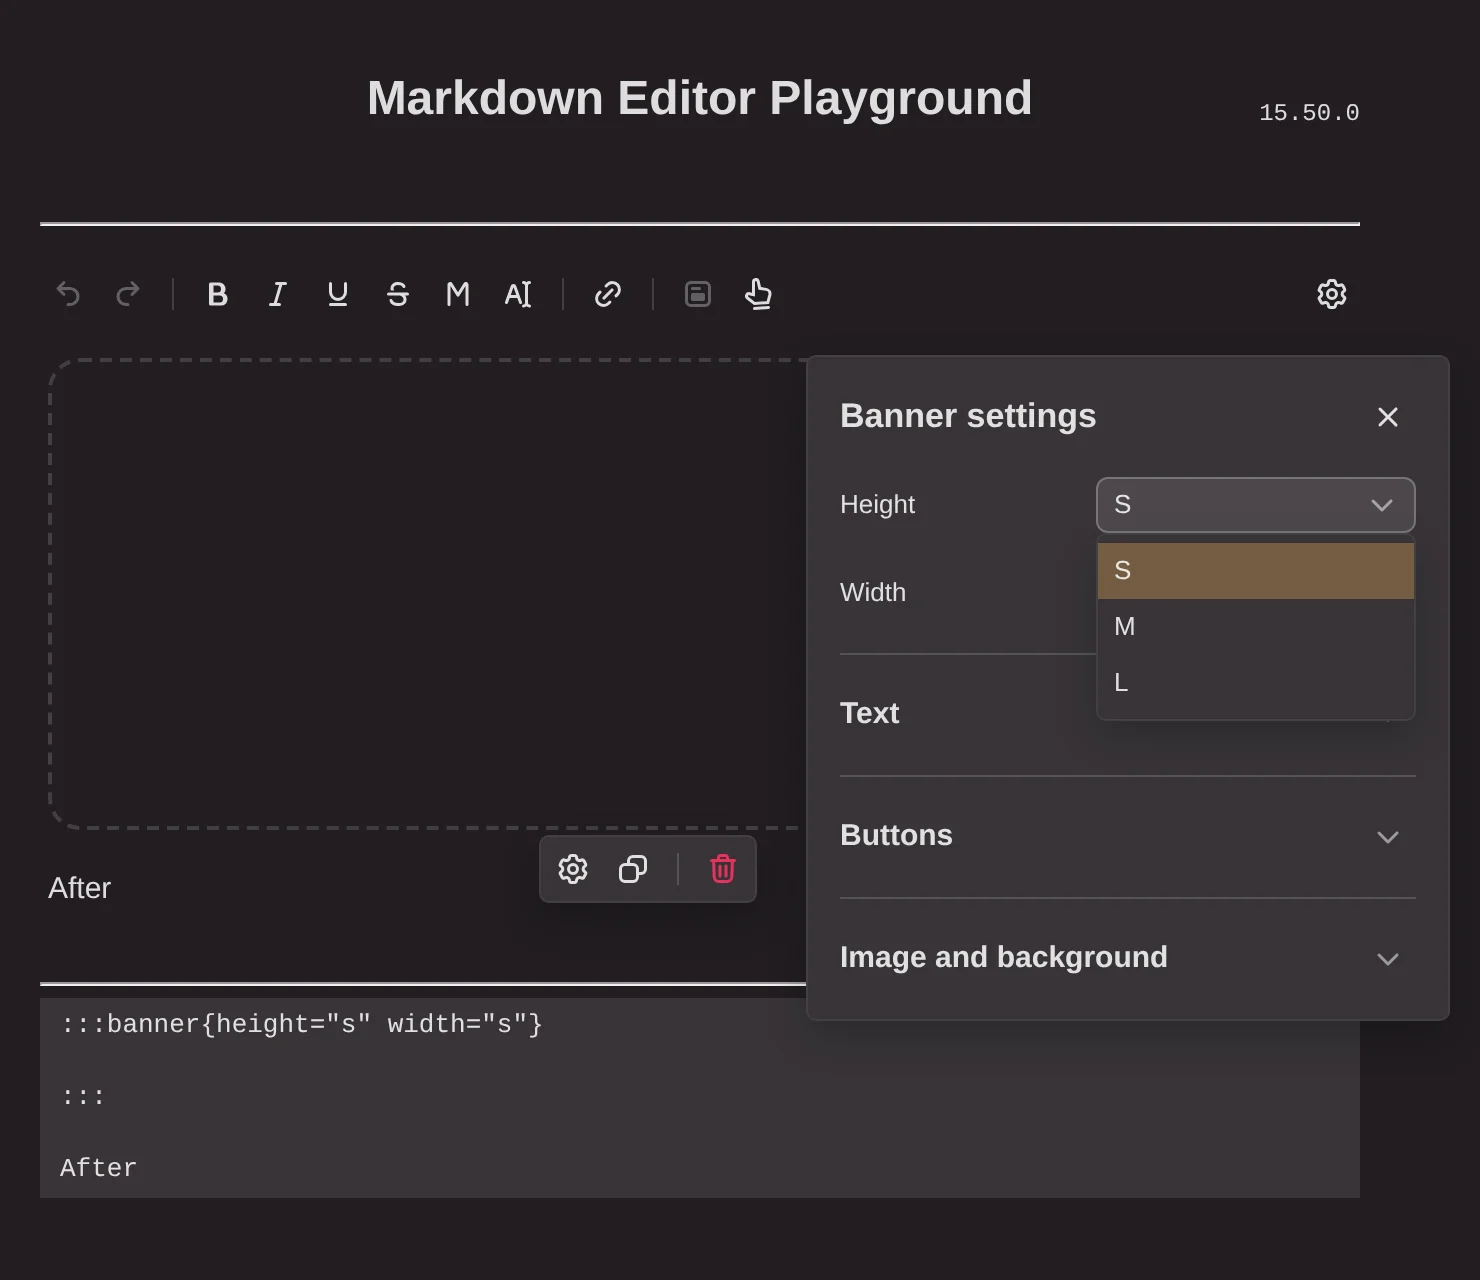 Markdown Editor Playground
15.50.0
Banner settings
Height
S
S
M
L
Width
Text
Buttons
Image and background
After
:::banner{height="s" width="s"}
:::
After